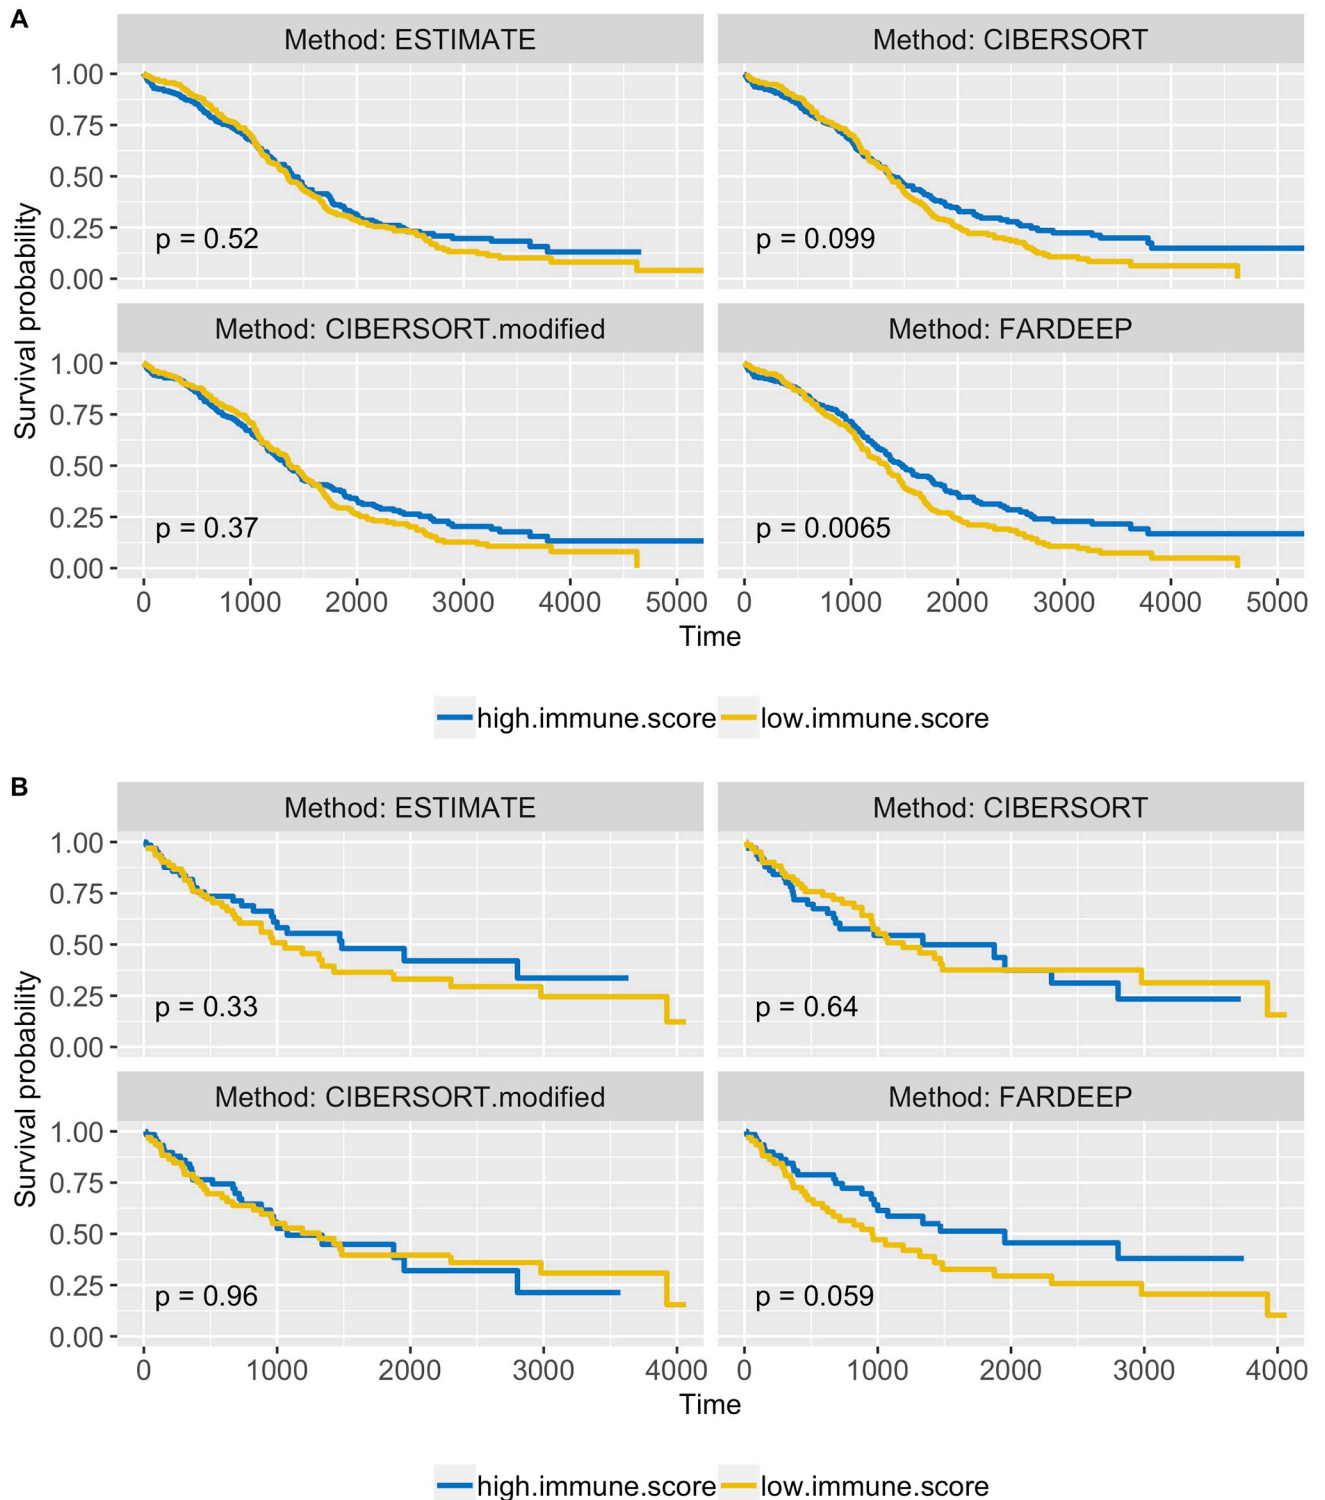 A
Method: ESTIMATE
Method: CIBERSORT
1.00
0.75
0.50
0.25
0.00
p = 0.52
p = 0.099
Survival probability
Method: CIBERSORT.modified
Method: FARDEEP
1.00
0.75
0.50
0.25
0.00
p = 0.37
p = 0.0065
0 1000 2000 3000 4000 5000
0 1000 2000 3000 4000 5000
Time
high.immune.score low.immune.score
B
Method: ESTIMATE
Method: CIBERSORT
1.00
0.75
0.50
0.25
0.00
p = 0.33
p = 0.64
Survival probability
Method: CIBERSORT.modified
Method: FARDEEP
1.00
0.75
0.50
0.25
0.00
p = 0.96
p = 0.059
0 1000 2000 3000 4000
0 1000 2000 3000 4000
Time
high.immune.score low.immune.score